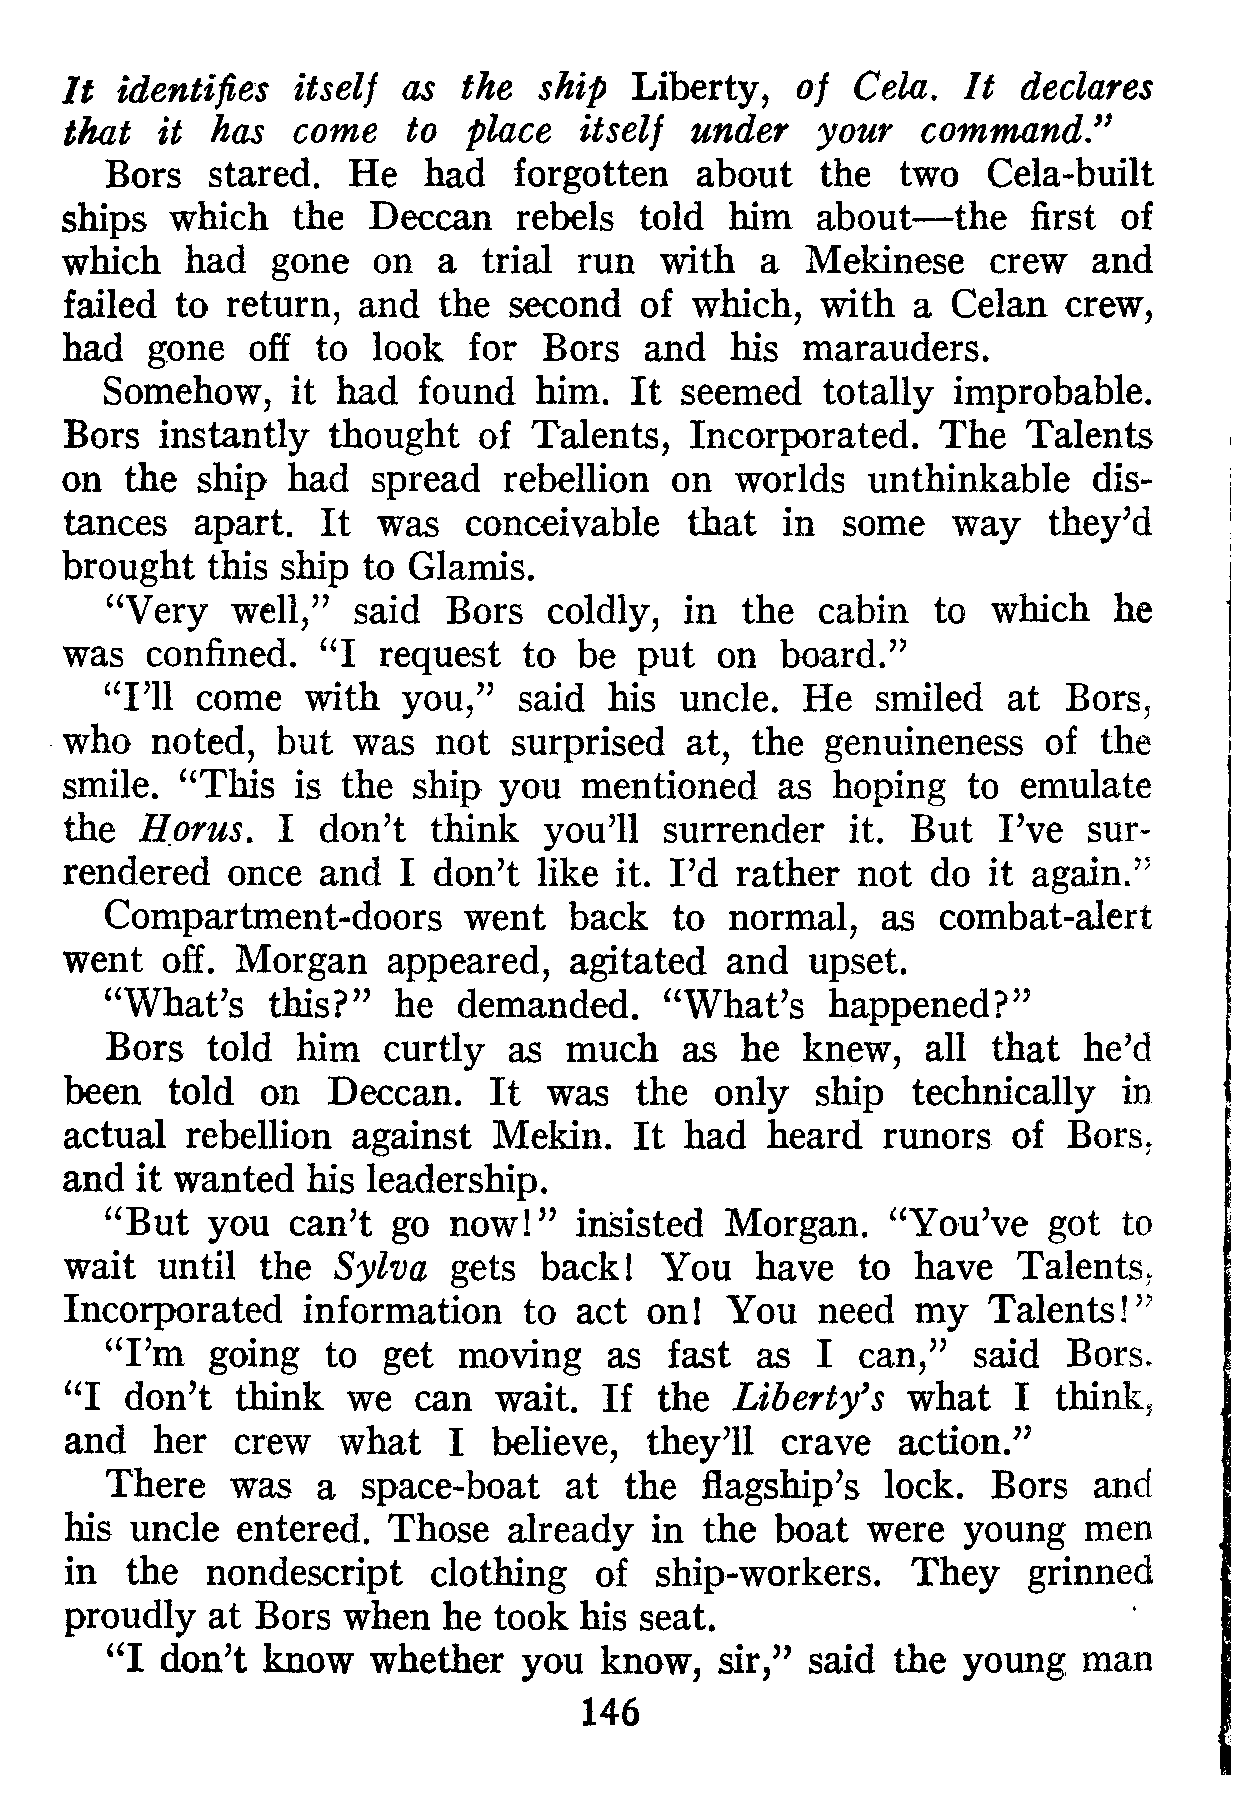 It identifies itself as the ship Liberty, of Cela. It declares
that it has come to place itself under your command."
Bors stared. He had forgotten about the two Cela-built
ships which the Deccan rebels told him about—the first of
which had gone on a trial run with a Mekinese crew and
failed to return, and the second of which, with a Celan crew,
had gone off to look for Bors and his marauders.
Somehow, it had found him. It seemed totally improbable.
Bors instantly thought of Talents, Incorporated. The Talents
on the ship had spread rebellion on worlds unthinkable dis-
tances apart. It was conceivable that in some way they'd
brought this ship to Glamis.
"Very well," said Bors coldly, in the cabin to which he
was confined. "I request to be put on board."
"I'll come with you," said his uncle. He smiled at Bors,
who noted, but was not surprised at, the genuineness of the
smile. "This is the ship you mentioned as hoping to emulate
the Horus. I don't think you'll surrender it. But I've sur-
rendered once and I don't like it. I'd rather not do it again."
Compartment-doors went back to normal, as combat-alert
went off. Morgan appeared, agitated and upset.
"What's this?" he demanded. "What's happened?"
Bors told him curtly as much as he knew, all that he'd
been told on Deccan. It was the only ship technically in
actual rebellion against Mekin. It had heard runors of Bors,
and it wanted his leadership.
"But you can't go now!" insisted Morgan. "You've got to
wait until the Sylva gets back! You have to have Talents,
Incorporated information to act on! You need my Talents!"
"I'm going to get moving as fast as I can," said Bors.
"I don't think we can wait. If the Liberty's what I think,
and her crew what I believe, they'll crave action."
There was a space-boat at the flagship's lock. Bors and
his uncle entered. Those already in the boat were young men
in the nondescript clothing of ship-workers. They grinned
proudly at Bors when he took his seat.
"I don't know whether you know, sir," said the young man
146